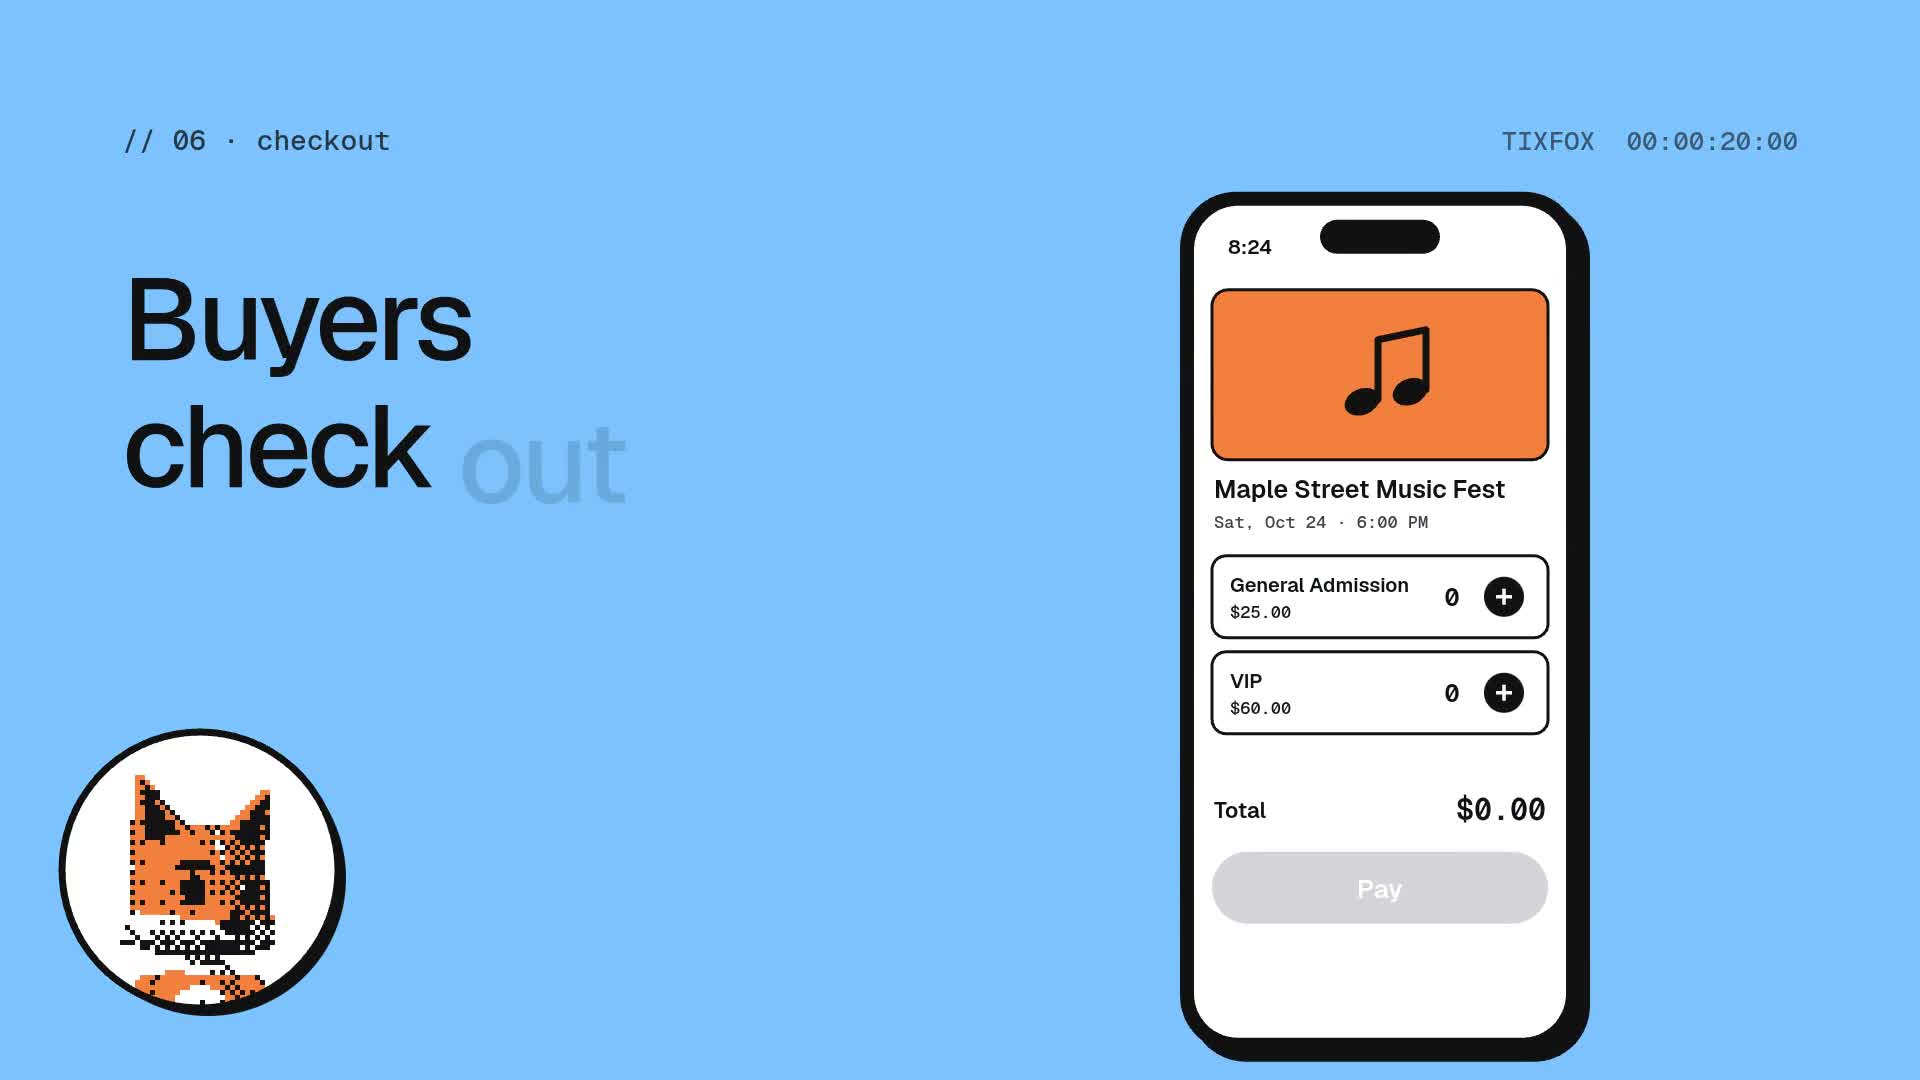 // 06 · checkout
TIXFOX 00:00:20:00
Buyers
check out
8:24
Maple Street Music Fest
Sat, Oct 24 · 6:00 PM
General Admission
$25.00
0
+
VIP
$60.00
0
+
Total
$0.00
Pay